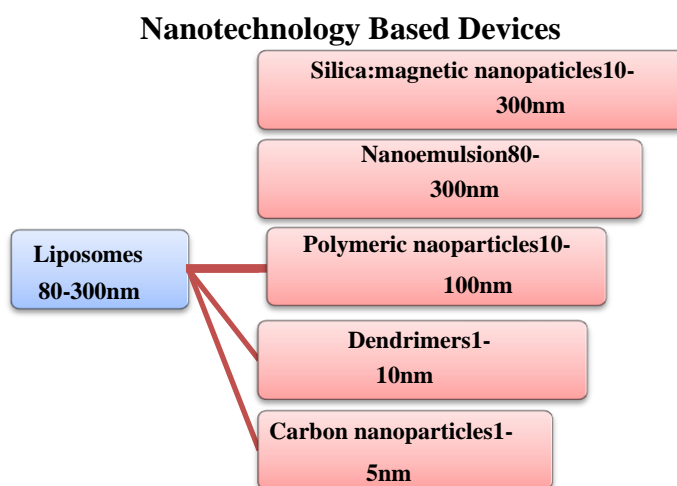 Nanotechnology Based Devices
Silica:magnetic nanopaticles10-
300nm
Nanoemulsion80-
300nm
Liposomes
80-300nm
Polymeric naoparticles10-
100nm
Dendrimers1-
10nm
Carbon nanoparticles1-
5nm